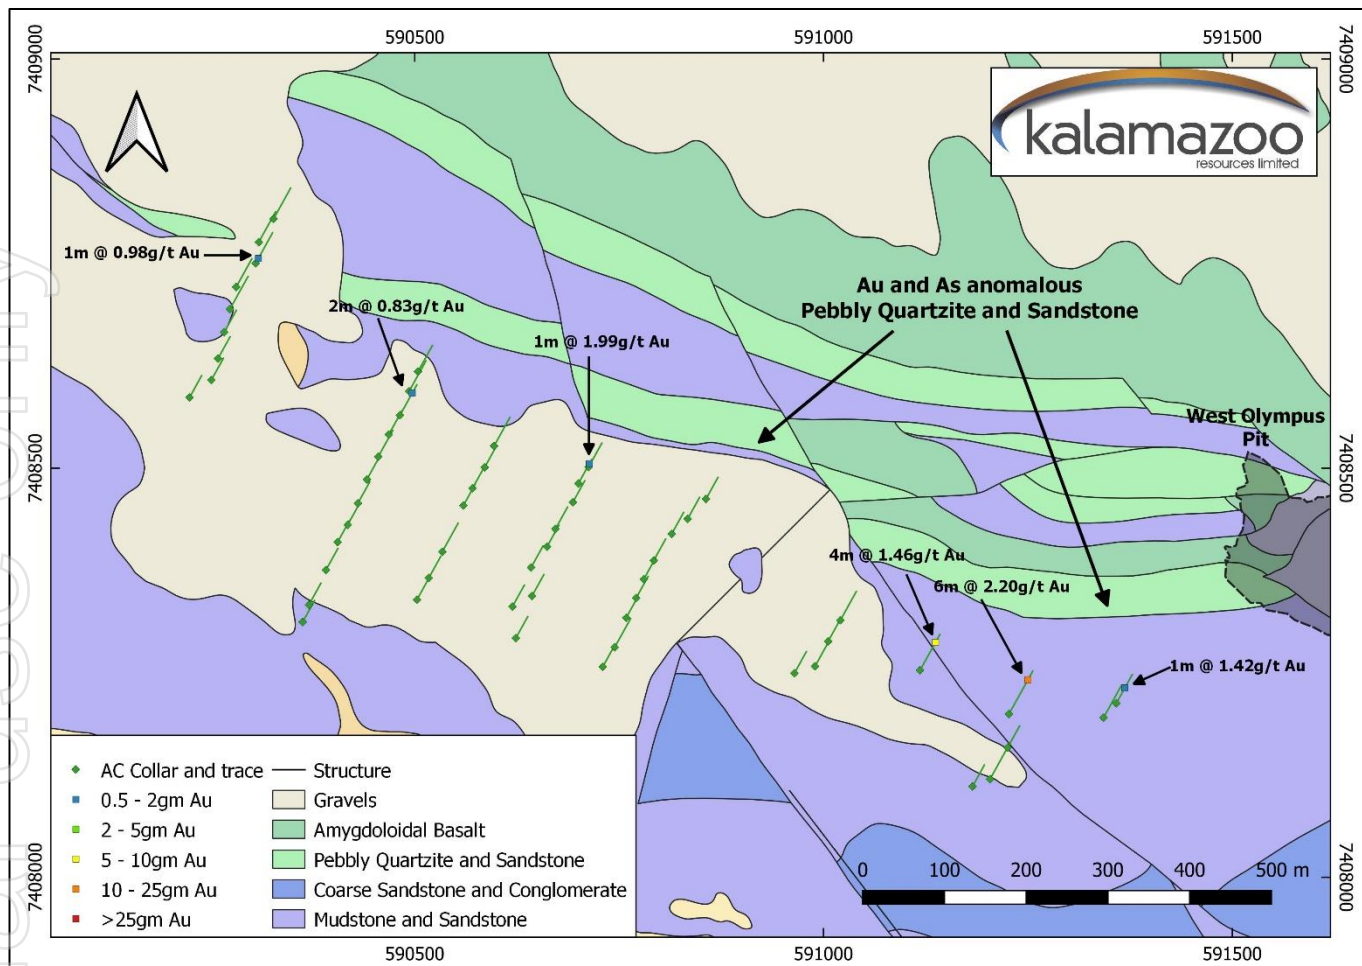 590500 591000 591500
7409000 7409000
kalamazoo
resources limited
1m @ 0.98g/t Au
2m @ 0.83g/t Au
1m @ 1.99g/t Au
Au and As anomalous
Pebbly Quartzite and Sandstone
West Olympus
Pit
7408500 7408500
4m @ 1.46g/t Au
6m @ 2.20g/t Au
1m @ 1.42g/t Au
AC Collar and trace
0.5 - 2gm Au
2 - 5gm Au
5 - 10gm Au
10 - 25gm Au
>25gm Au
Structure
Gravels
Amygdoloidal Basalt
Pebbly Quartzite and Sandstone
Coarse Sandstone and Conglomerate
Mudstone and Sandstone
0 100 200 300 400 500 m
7408000 7408000
590500 591000 591500